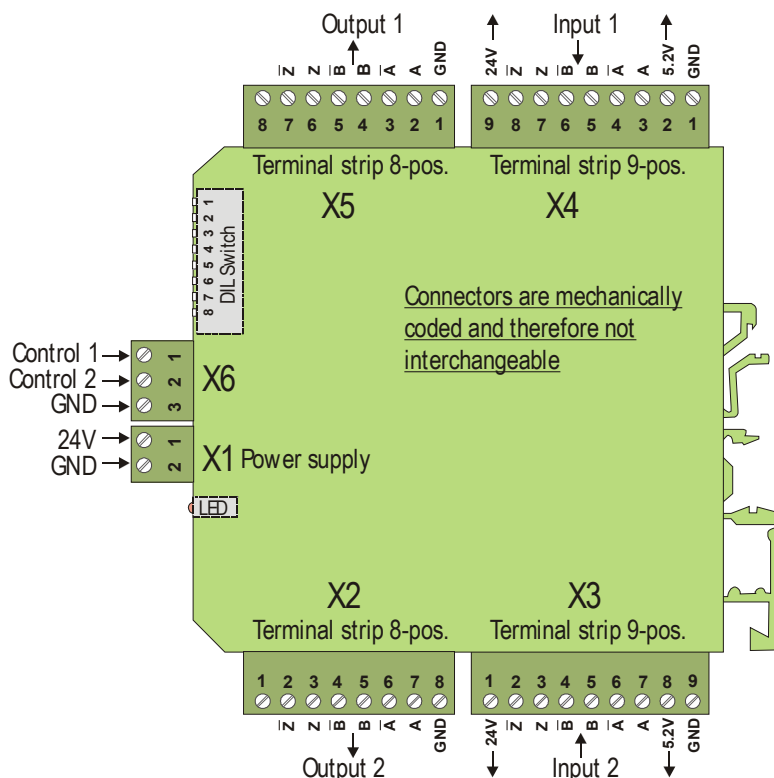 Output 1 Input 1
Z̅ Z B̅ B A̅ A GND 24V Z̅ Z B̅ B A̅ A 5.2V GND
8 7 6 5 4 3 2 1 9 8 7 6 5 4 3 2 1
Terminal strip 8-pos. Terminal strip 9-pos.
X5 X4
1 2 3 4 5 6 7 8
DIL Switch
Connectors are mechanically
coded and therefore not
interchangeable
Control 1 1
Control 2 2 X6
GND 3
24V 1
GND 2 X1 Power supply
LED
X2 X3
Terminal strip 8-pos. Terminal strip 9-pos.
1 2 3 4 5 6 7 8 1 2 3 4 5 6 7 8 9
Z̅ Z B̅ B A̅ A GND 24V Z̅ Z B̅ B A̅ A 5.2V GND
Output 2 Input 2